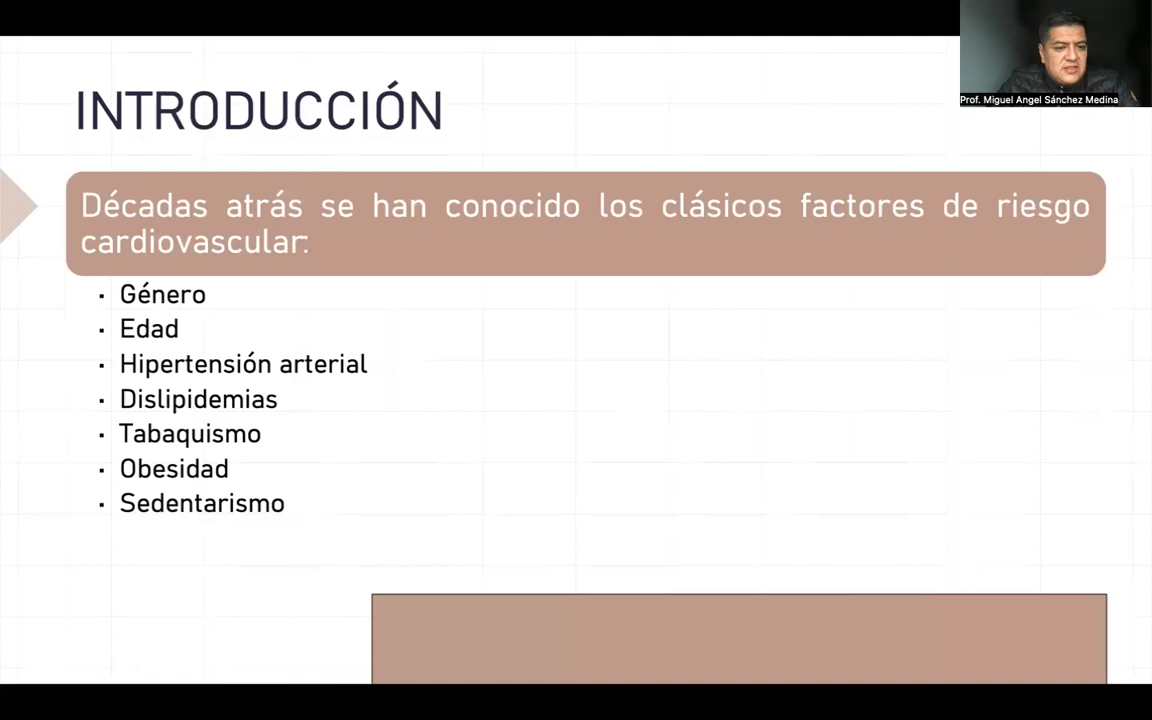 INTRODUCCIÓN
Prof. Miguel Angel Sánchez Medina
Décadas atrás se han conocido los clásicos factores de riesgo
cardiovascular:
▪ Género
▪ Edad
▪ Hipertensión arterial
▪ Dislipidemias
▪ Tabaquismo
▪ Obesidad
▪ Sedentarismo